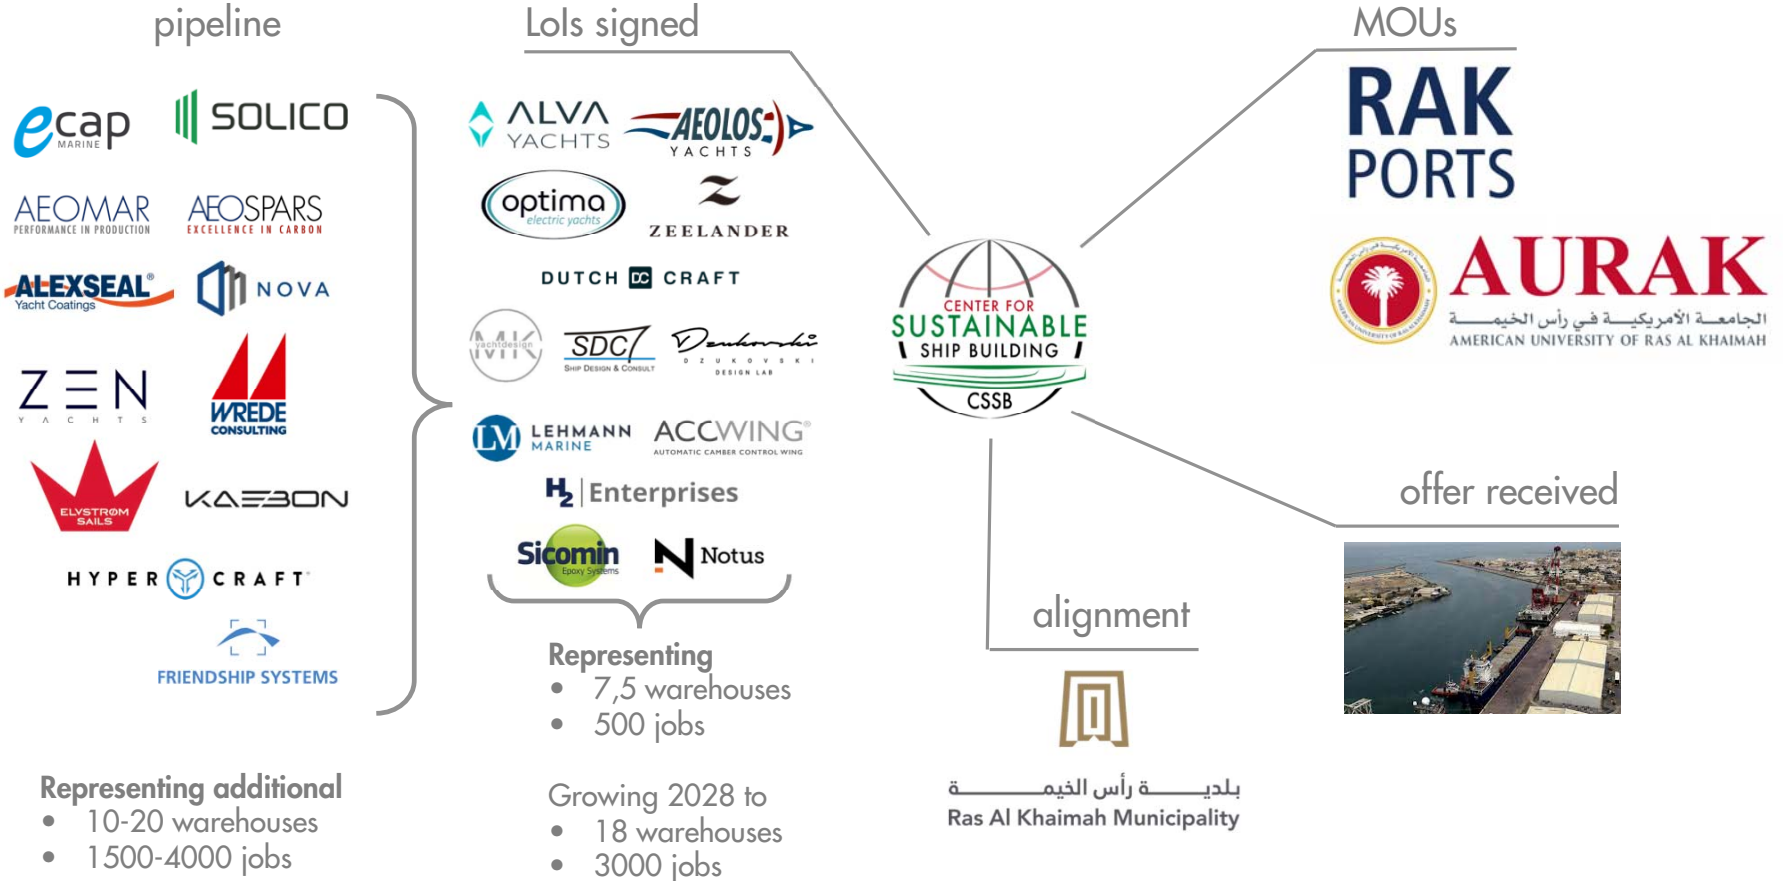 pipeline
ecap
MARINE
SOLICO
AEOMAR
PERFORMANCE IN PRODUCTION
AEOSPARS
EXCELLENCE IN CARBON
ALEXSEAL®
Yacht Coatings
NOVA
ZEN
YACHTS
WREDE
CONSULTING
ELVSTRØM
SAILS
KAEBON
HYPER CRAFT
FRIENDSHIP SYSTEMS
Representing additional
• 10-20 warehouses
• 1500-4000 jobs
LoIs signed
ALVA
YACHTS
AEOLOS
YACHTS
optima
electric yachts
Z
ZEELANDER
DUTCH DC CRAFT
MK
yachtdesign
SDC
SHIP DESIGN & CONSULT
Dzukovski
DZUKOVSKI
DESIGN LAB
LM LEHMANN
MARINE
ACCWING®
AUTOMATIC CAMBER CONTROL WING
H2 Enterprises
Sicomin
Epoxy Systems
N Notus
Representing
• 7,5 warehouses
• 500 jobs
Growing 2028 to
• 18 warehouses
• 3000 jobs
CENTER FOR
SUSTAINABLE
SHIP BUILDING
CSSB
MOUs
RAK
PORTS
AURAK
الجامعة الأمريكية في رأس الخيمة
AMERICAN UNIVERSITY OF RAS AL KHAIMAH
offer received
alignment
بلدية رأس الخيمة
Ras Al Khaimah Municipality